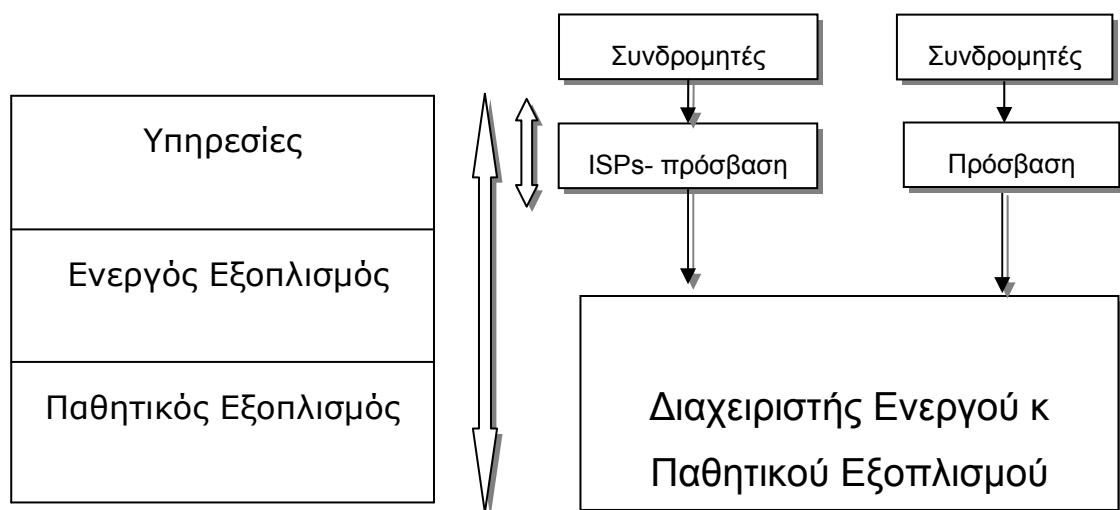 Υπηρεσίες
Ενεργός Εξοπλισμός
Παθητικός Εξοπλισμός
Συνδρομητές
ISPs- πρόσβαση
Συνδρομητές
Πρόσβαση
Διαχειριστής Ενεργού κ
Παθητικού Εξοπλισμού